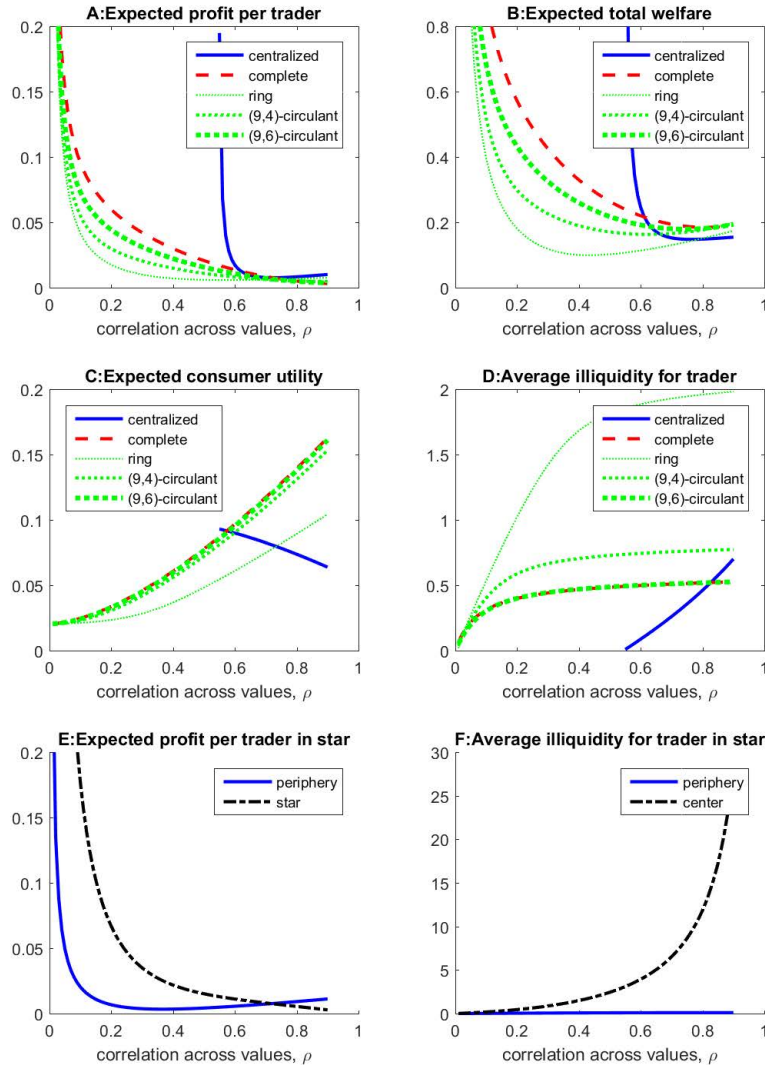 A:Expected profit per trader
0.2
0.15
0.1
0.05
0
0 0.2 0.4 0.6 0.8 1
correlation across values, ρ
centralized
complete
ring
(9,4)-circulant
(9,6)-circulant
B:Expected total welfare
0.8
0.6
0.4
0.2
0
0 0.2 0.4 0.6 0.8 1
correlation across values, ρ
centralized
complete
ring
(9,4)-circulant
(9,6)-circulant
C:Expected consumer utility
0.2
0.15
0.1
0.05
0
0 0.2 0.4 0.6 0.8 1
correlation across values, ρ
centralized
complete
ring
(9,4)-circulant
(9,6)-circulant
D:Average illiquidity for trader
2
1.5
1
0.5
0
0 0.2 0.4 0.6 0.8 1
correlation across values, ρ
centralized
complete
ring
(9,4)-circulant
(9,6)-circulant
E:Expected profit per trader in star
0.2
0.15
0.1
0.05
0
0 0.2 0.4 0.6 0.8 1
correlation across values, ρ
periphery
star
F:Average illiquidity for trader in star
30
25
20
15
10
5
0
0 0.2 0.4 0.6 0.8 1
correlation across values, ρ
periphery
center